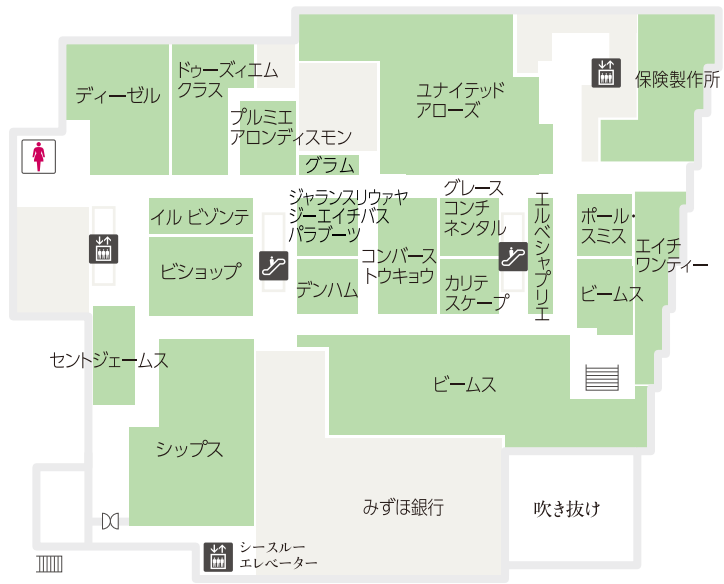 ディーゼル
ドゥーズィエム
クラス
ユナイテッド
アローズ
保険製作所
プルミエ
アロンディスモン
グラム
イル ビゾンテ
ジャランスリウァヤ
ジーエイチバス
パラブーツ
グレース
コンチ
ネンタル
エルベシャプリエ
ポール・
スミス
エイチ
ワンティー
ビショップ
デンハム
コンバース
トウキョウ
カリテ
スケープ
ビームス
セントジェームス
ビームス
シップス
みずほ銀行
吹き抜け
シースルー
エレベーター